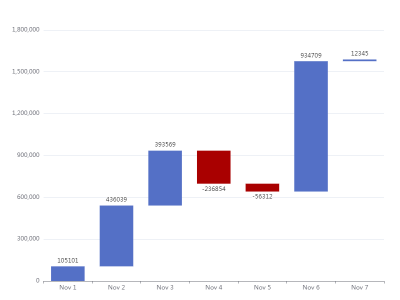 1,800,000
1,500,000
1,200,000
900,000
600,000
300,000
0
105101
436039
393569
-236854
-56312
934709
12345
Nov 1
Nov 2
Nov 3
Nov 4
Nov 5
Nov 6
Nov 7